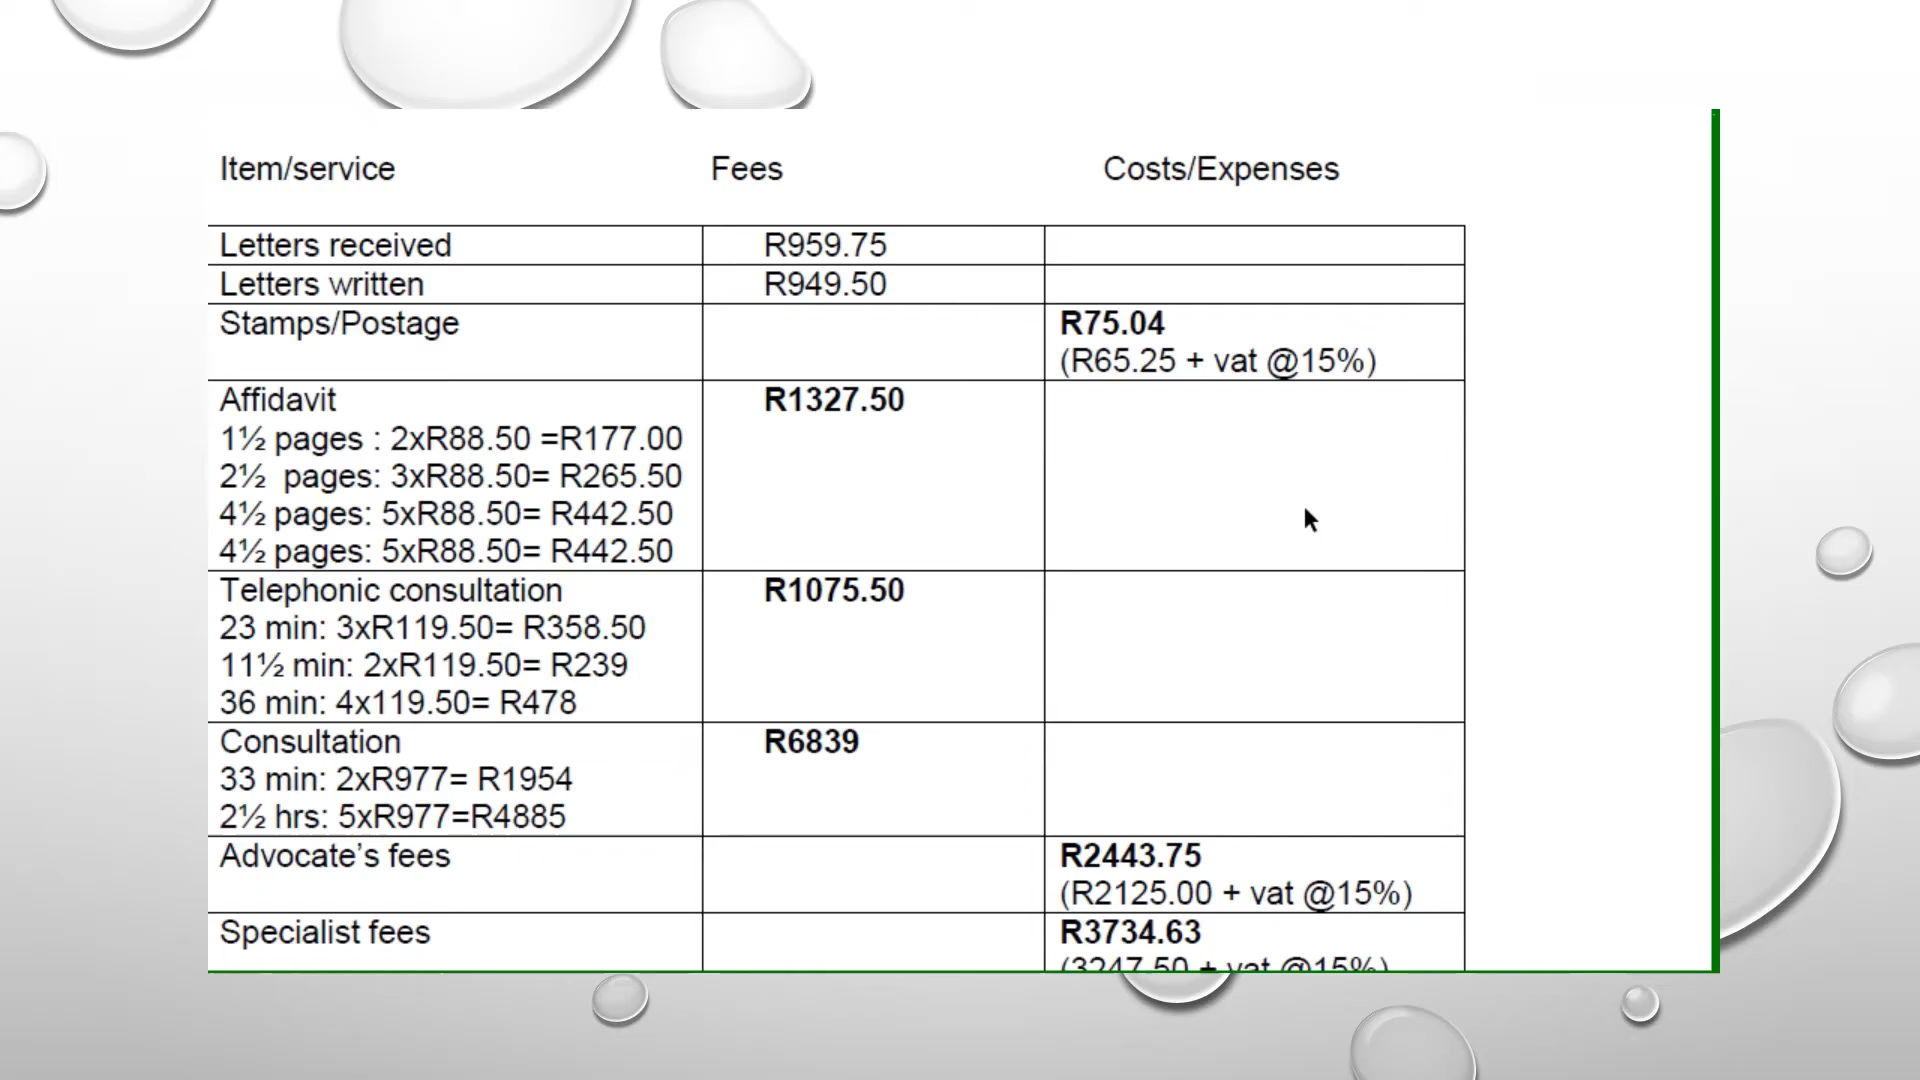 Item/service Fees Costs/Expenses
Letters received R959.75
Letters written R949.50
Stamps/Postage R75.04
(R65.25 + vat @15%)
Affidavit R1327.50
1½ pages : 2xR88.50 =R177.00
2½ pages: 3xR88.50= R265.50
4½ pages: 5xR88.50= R442.50
4½ pages: 5xR88.50= R442.50
Telephonic consultation R1075.50
23 min: 3xR119.50= R358.50
11½ min: 2xR119.50= R239
36 min: 4x119.50= R478
Consultation R6839
33 min: 2xR977= R1954
2½ hrs: 5xR977=R4885
Advocate’s fees R2443.75
(R2125.00 + vat @15%)
Specialist fees R3734.63
(3247.50 + vat @15%)